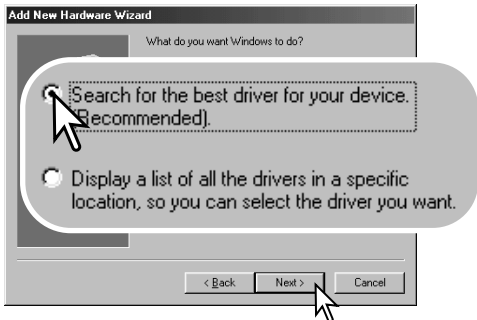 Add New Hardware Wizard
What do you want Windows to do?
Search for the best driver for your device.
(Recommended).
Display a list of all the drivers in a specific
location, so you can select the driver you want.
< Back
Next >
Cancel